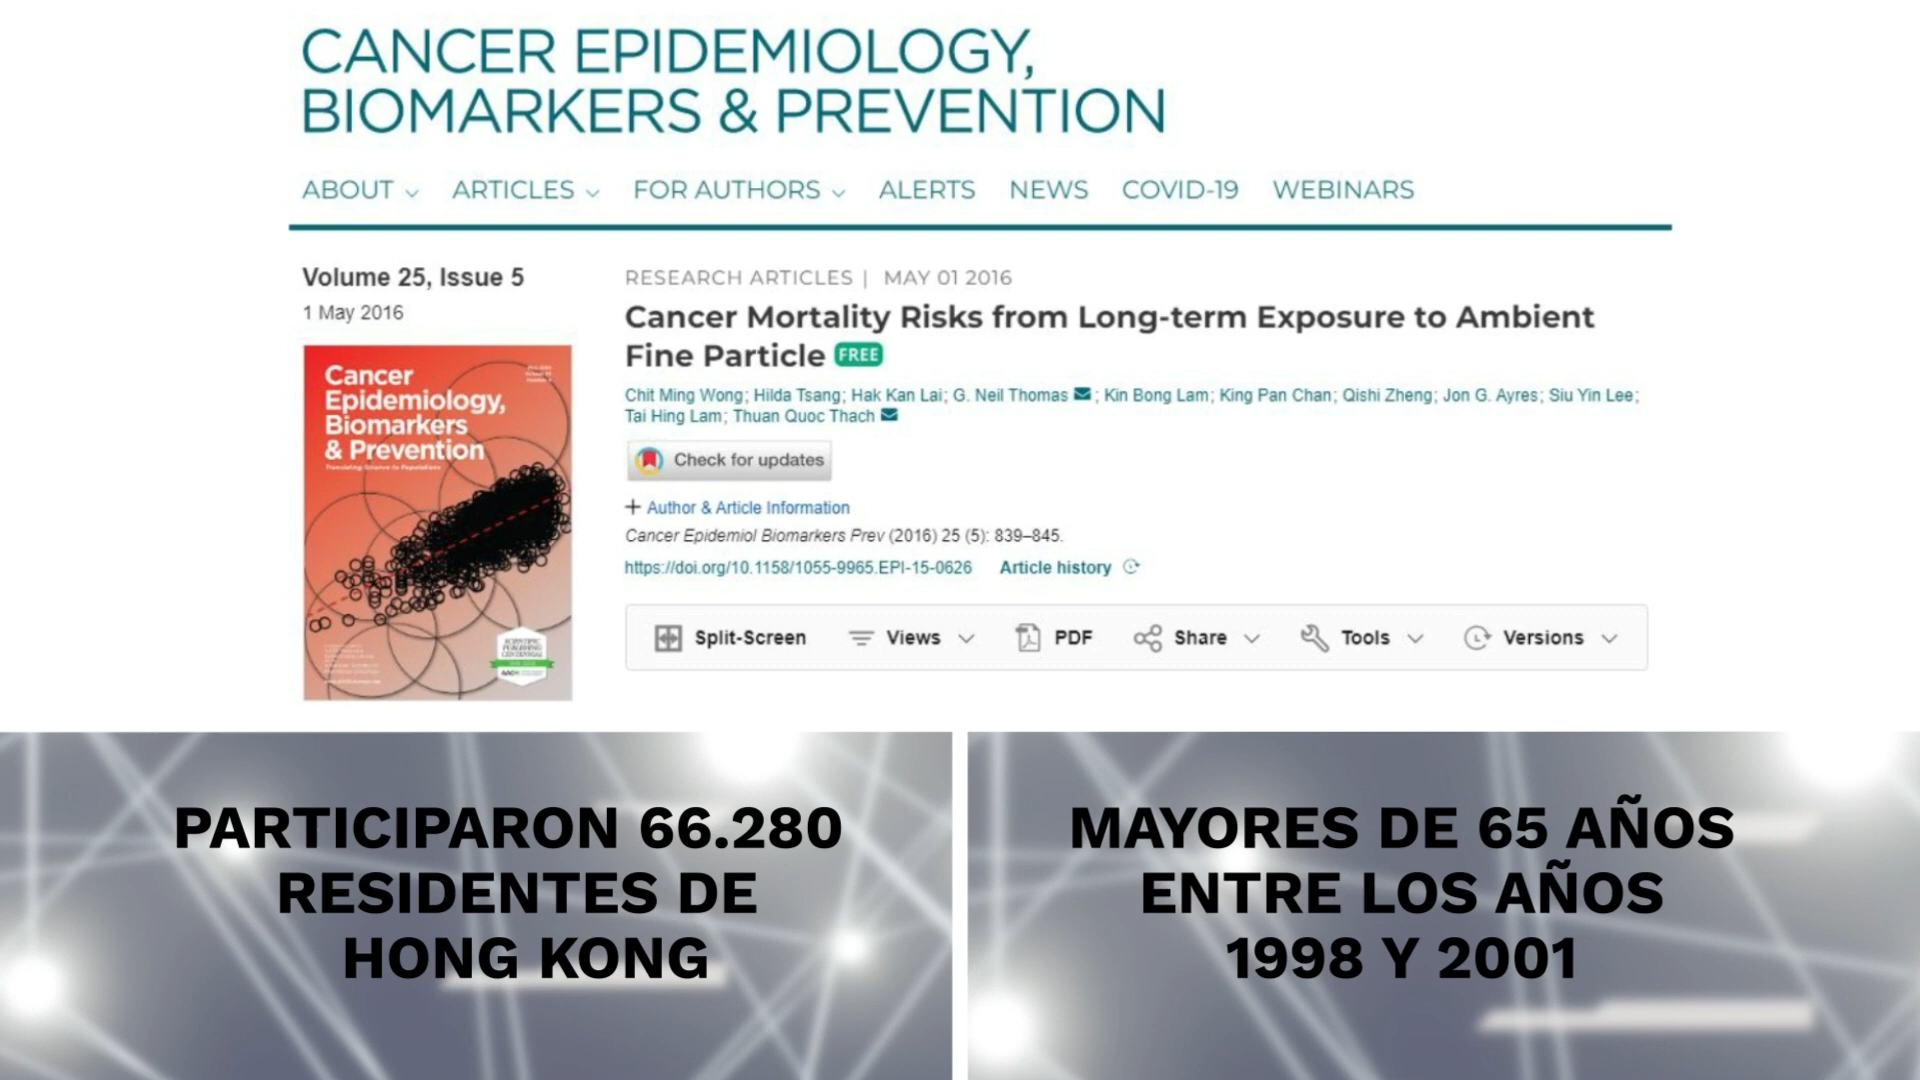 CANCER EPIDEMIOLOGY,
BIOMARKERS & PREVENTION
ABOUT ARTICLES FOR AUTHORS ALERTS NEWS COVID-19 WEBINARS
Volume 25, Issue 5
1 May 2016
Cancer
Epidemiology,
Biomarkers
& Prevention
RESEARCH ARTICLES | MAY 01 2016
Cancer Mortality Risks from Long-term Exposure to Ambient
Fine Particle FREE
Chit Ming Wong; Hilda Tsang; Hak Kan Lai; G. Neil Thomas ; Kin Bong Lam; King Pan Chan; Qishi Zheng; Jon G. Ayres; Siu Yin Lee;
Tai Hing Lam; Thuan Quoc Thach
Check for updates
+ Author & Article Information
Cancer Epidemiol Biomarkers Prev (2016) 25 (5): 839–845.
https://doi.org/10.1158/1055-9965.EPI-15-0626 Article history
Split-Screen Views PDF Share Tools Versions
PARTICIPARON 66.280
RESIDENTES DE
HONG KONG
MAYORES DE 65 AÑOS
ENTRE LOS AÑOS
1998 Y 2001